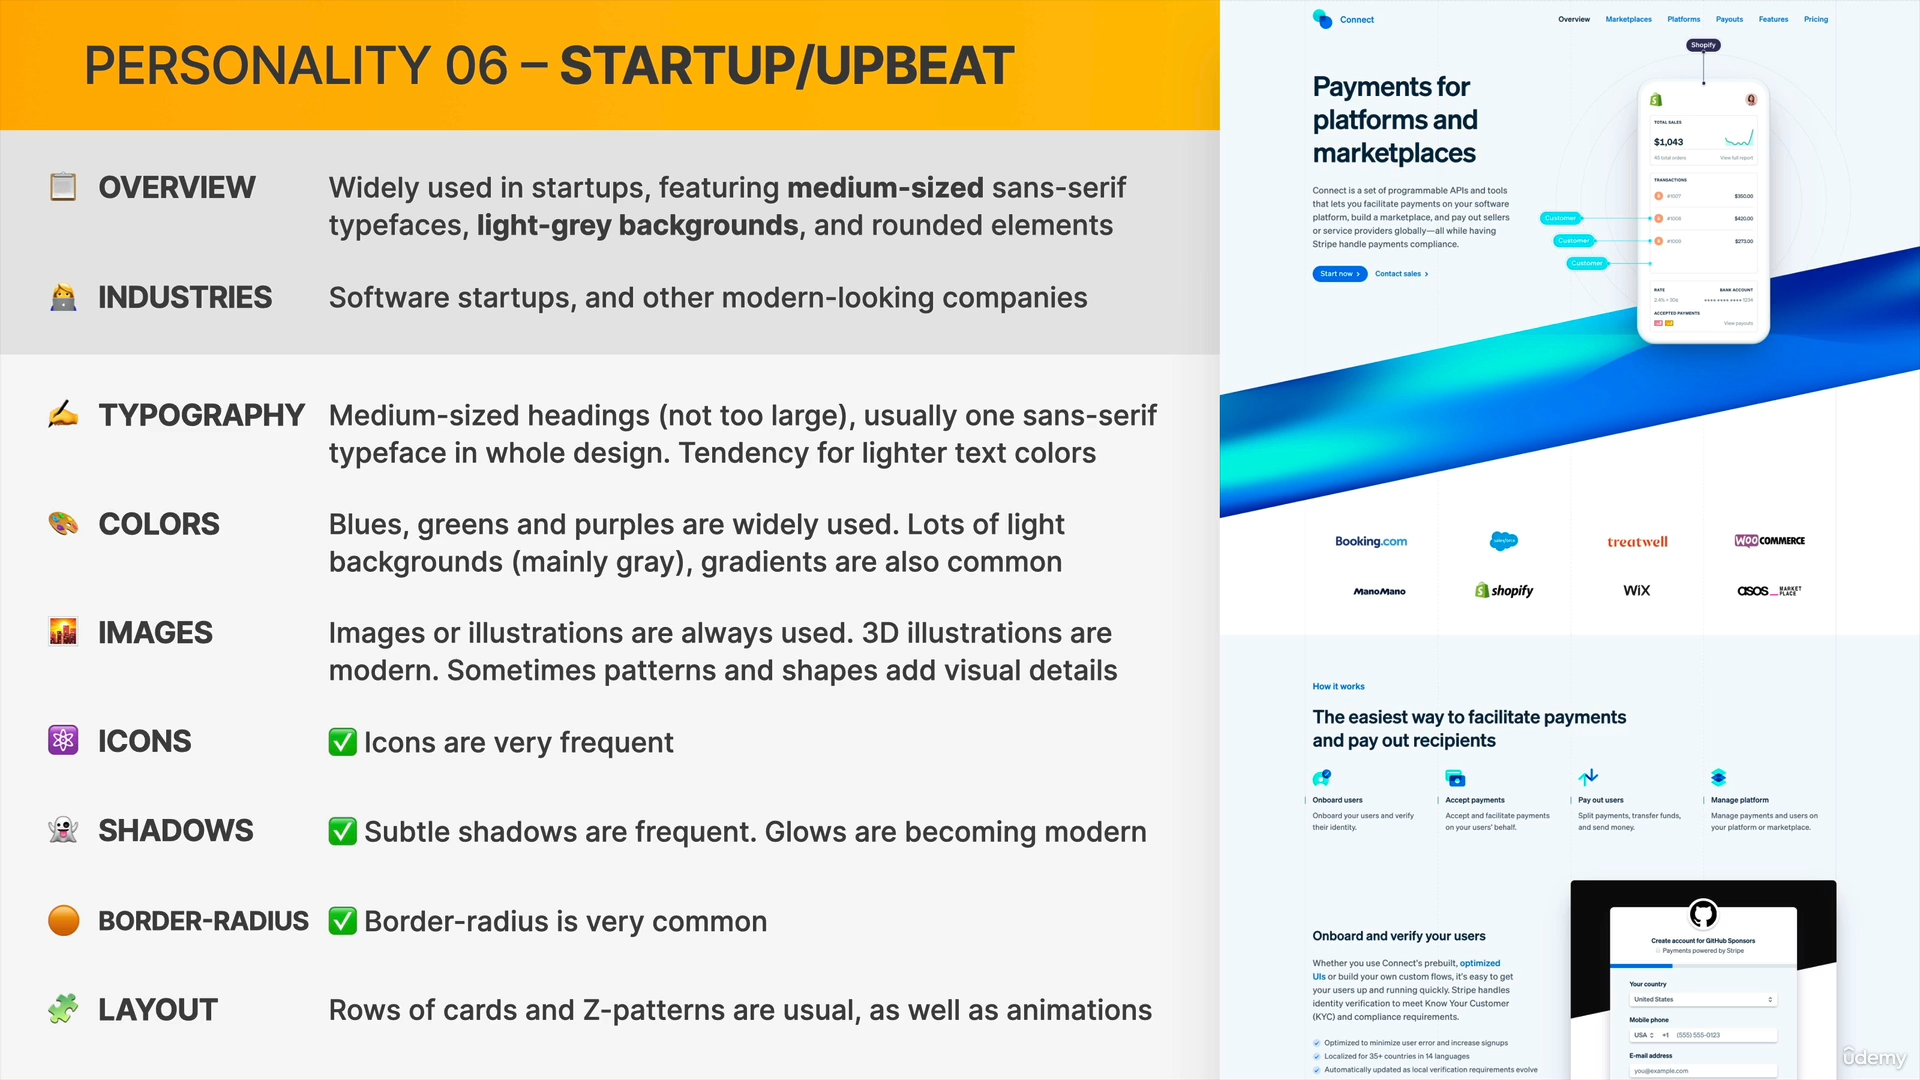 PERSONALITY 06 – STARTUP/UPBEAT
OVERVIEW
Widely used in startups, featuring medium-sized sans-serif
typefaces, light-grey backgrounds, and rounded elements
INDUSTRIES
Software startups, and other modern-looking companies
TYPOGRAPHY
Medium-sized headings (not too large), usually one sans-serif
typeface in whole design. Tendency for lighter text colors
COLORS
Blues, greens and purples are widely used. Lots of light
backgrounds (mainly gray), gradients are also common
IMAGES
Images or illustrations are always used. 3D illustrations are
modern. Sometimes patterns and shapes add visual details
ICONS
✅ Icons are very frequent
SHADOWS
✅ Subtle shadows are frequent. Glows are becoming modern
BORDER-RADIUS
✅ Border-radius is very common
LAYOUT
Rows of cards and Z-patterns are usual, as well as animations
Connect
Overview Marketplaces Platforms Payouts Features Pricing
Shopify
Payments for
platforms and
marketplaces
Connect is a set of programmable APIs and tools
that lets you facilitate payments on your software
platform, build a marketplace, and pay out sellers
or service providers globally—all while having
Stripe handle payments compliance.
Start now
Contact sales
TOTAL SALES
$1,043
40 total orders View full report
TRANSACTIONS
#1007 $350.00
Customer
#1008 $420.00
Customer
#1009 $273.00
Customer
RATE BANK ACCOUNT
2.4% + 30¢ •••• •••• •••• 1234
ACCEPTED PAYMENTS
View payouts
Booking.com
salesforce
treatwell
WOO COMMERCE
ManoMano
shopify
WiX
asos MARKET
PLACE
How it works
The easiest way to facilitate payments
and pay out recipients
Onboard users
Onboard your users and verify
their identity.
Accept payments
Accept and facilitate payments
on your users' behalf.
Pay out users
Split payments, transfer funds,
and send money.
Manage platform
Manage payments and users on
your platform or marketplace.
Onboard and verify your users
Whether you use Connect's prebuilt, optimized
UIs or build your own custom flows, it's easy to get
your users up and running quickly. Stripe handles
identity verification to meet Know Your Customer
(KYC) and compliance requirements.
Optimized to minimize user error and increase signups
Localized for 35+ countries in 14 languages
Automatically updated as local verification requirements evolve
Create account for GitHub Sponsors
Payments powered by Stripe
Your country
United States
Mobile phone
USA +1 (555) 555-0123
E-mail address
you@example.com
ûdemy